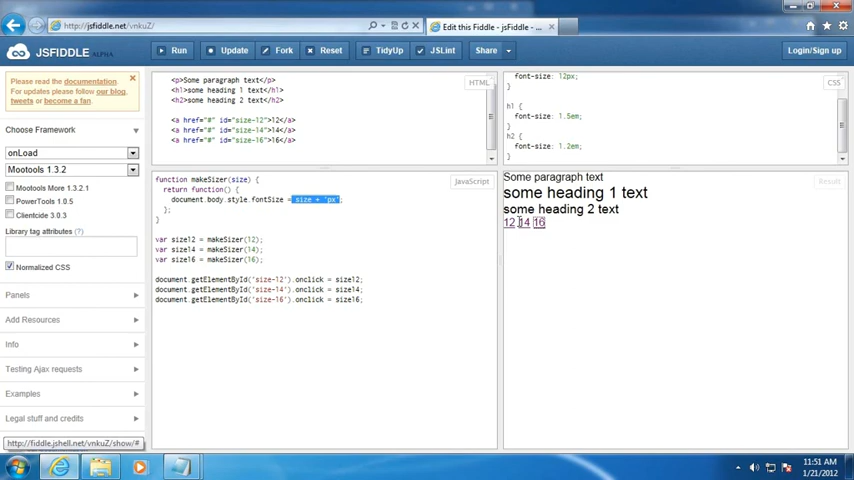 http://jsfiddle.net/vnkuZ/
Edit this Fiddle - jsFiddle - ...
JSFIDDLE ALPHA
Run
Update
Fork
Reset
TidyUp
JSLint
Share
Login/Sign up
Please read the documentation.
For updates please follow our blog,
tweets or become a fan.
Choose Framework
onLoad
Mootools 1.3.2
Mootools More 1.3.2.1
PowerTools 1.0.5
Clientcide 3.0.3
Library tag attributes?
Normalized CSS
Panels
Add Resources
Info
Testing Ajax requests
Examples
Legal stuff and credits
http://fiddle.jshell.net/vnkuZ/show/#
HTML
<p>Some paragraph text</p>
<h1>some heading 1 text</h1>
<h2>some heading 2 text</h2>
<a href="#" id="size-12">12</a>
<a href="#" id="size-14">14</a>
<a href="#" id="size-16">16</a>
CSS
font-size: 12px;
}
h1 {
font-size: 1.5em;
}
h2 {
font-size: 1.2em;
}
JavaScript
function makeSizer(size) {
return function() {
document.body.style.fontSize = size + 'px';
};
}
var size12 = makeSizer(12);
var size14 = makeSizer(14);
var size16 = makeSizer(16);
document.getElementById('size-12').onclick = size12;
document.getElementById('size-14').onclick = size14;
document.getElementById('size-16').onclick = size16;
Result
Some paragraph text
some heading 1 text
some heading 2 text
12 14 16
11:51 AM
1/21/2012